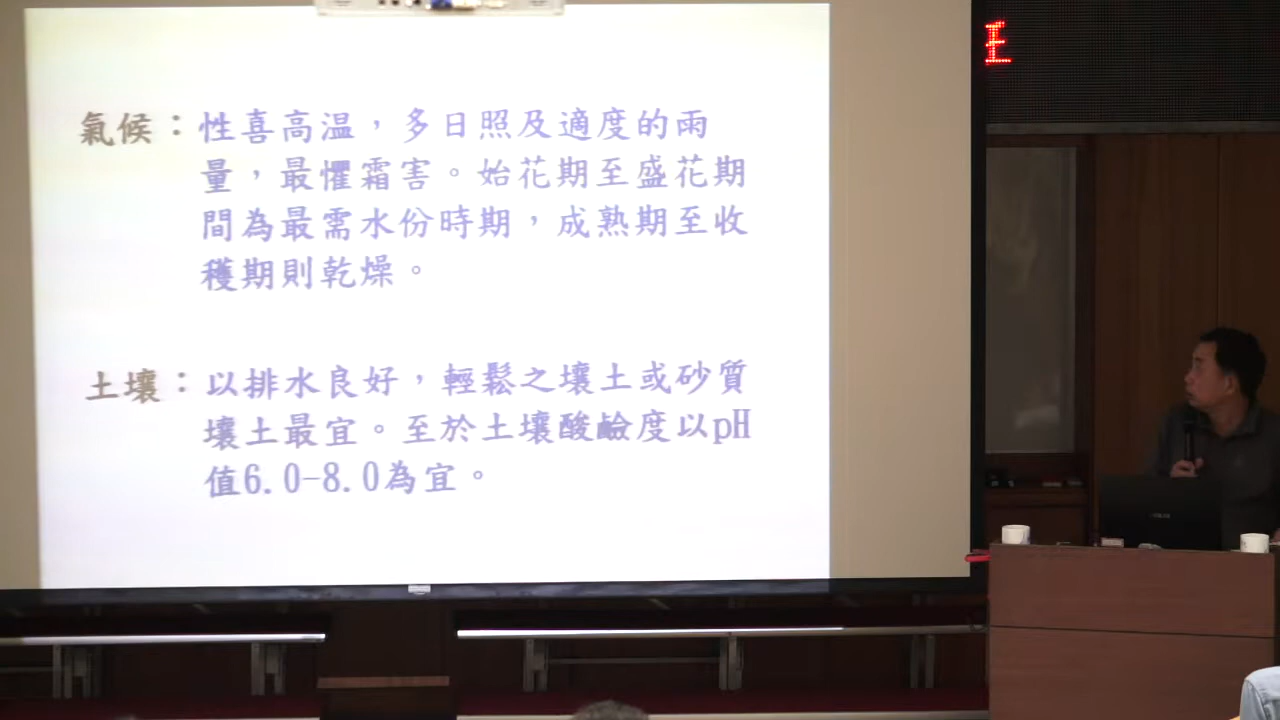 氣候：性喜高温，多日照及適度的雨
量，最懼霜害。始花期至盛花期
間為最需水份時期，成熟期至收
穫期則乾燥。
土壤：以排水良好，輕鬆之壤土或砂質
壤土最宜。至於土壤酸鹼度以pH
值6.0-8.0為宜。
ASUS